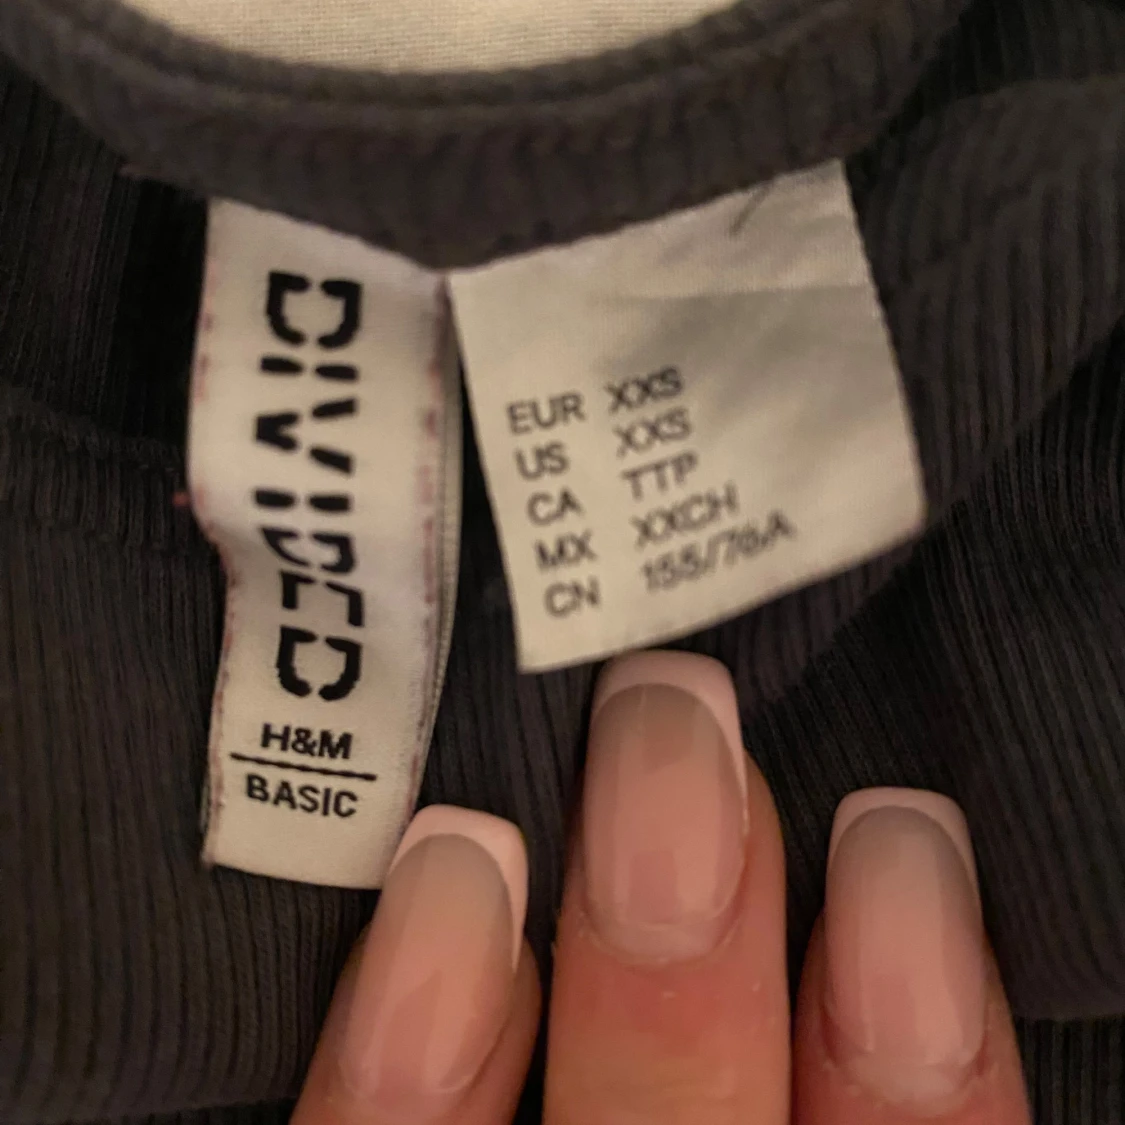 DIVIDED
H&M
BASIC
EUR XXS
US XXS
CA TTP
MX XXCH
CN 155/76A